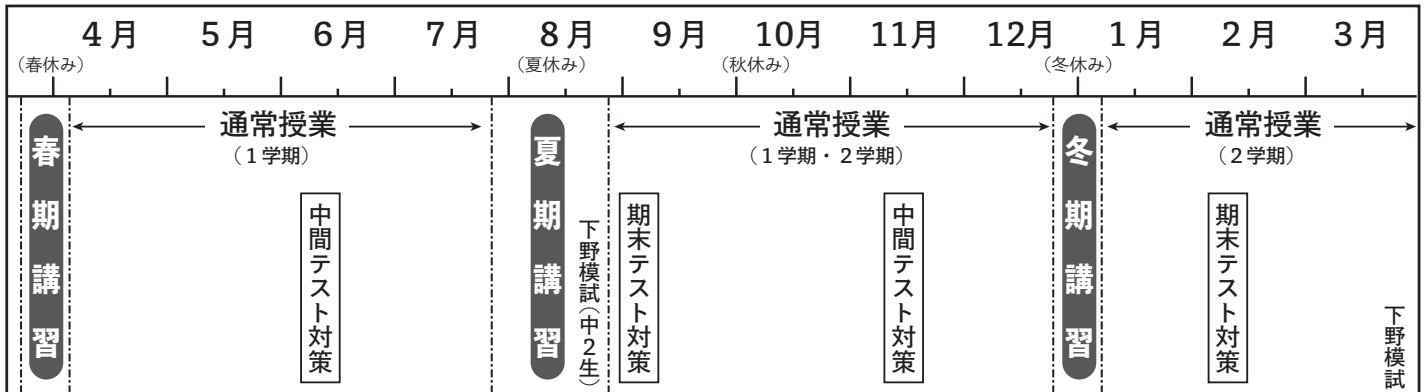 4月 5月 6月 7月 8月 9月 10月 11月 12月 1月 2月 3月
（春休み） （夏休み） （秋休み） （冬休み）
春期講習
通常授業
（1学期）
中間テスト対策
夏期講習
下野模試（中2生）
通常授業
（1学期・2学期）
期末テスト対策
中間テスト対策
冬期講習
通常授業
（2学期）
期末テスト対策
下野模試